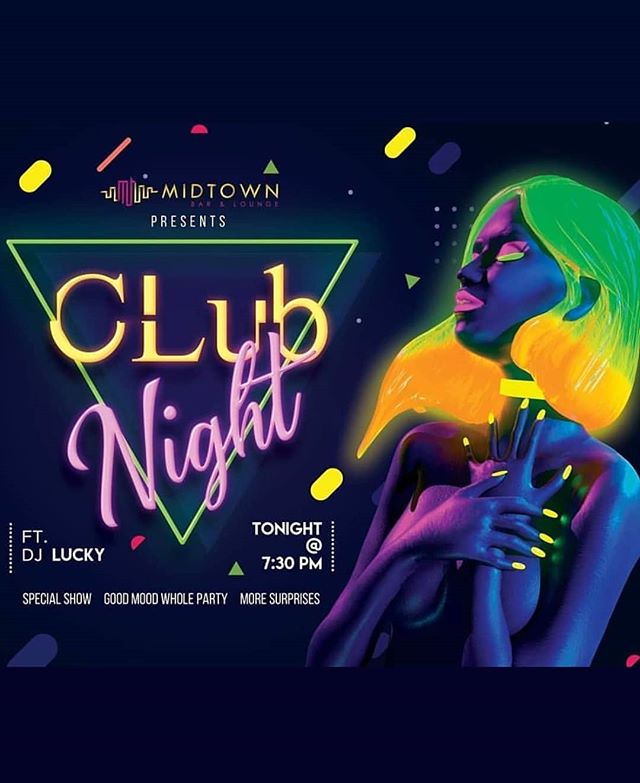 MIDTOWN
BAR & LOUNGE
PRESENTS
CLub
Night
FT.
DJ LUCKY
TONIGHT
@
7:30 PM
SPECIAL SHOW GOOD MOOD WHOLE PARTY MORE SURPRISES